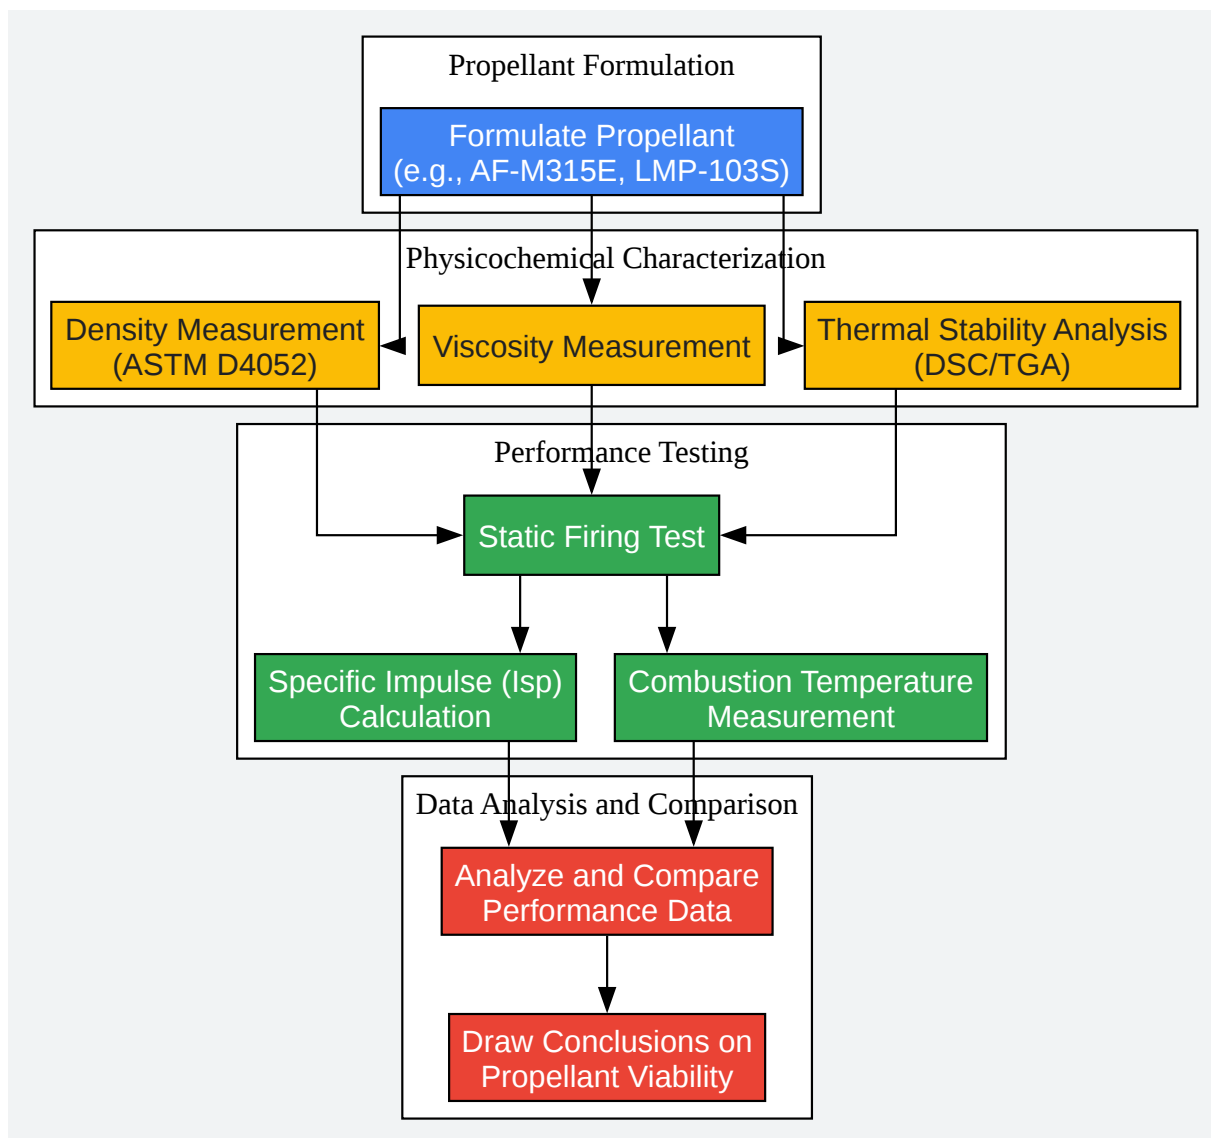 Propellant Formulation
Formulate Propellant
(e.g., AF-M315E, LMP-103S)
Physicochemical Characterization
Density Measurement
(ASTM D4052)
Viscosity Measurement
Thermal Stability Analysis
(DSC/TGA)
Performance Testing
Static Firing Test
Specific Impulse (Isp)
Calculation
Combustion Temperature
Measurement
Data Analysis and Comparison
Analyze and Compare
Performance Data
Draw Conclusions on
Propellant Viability